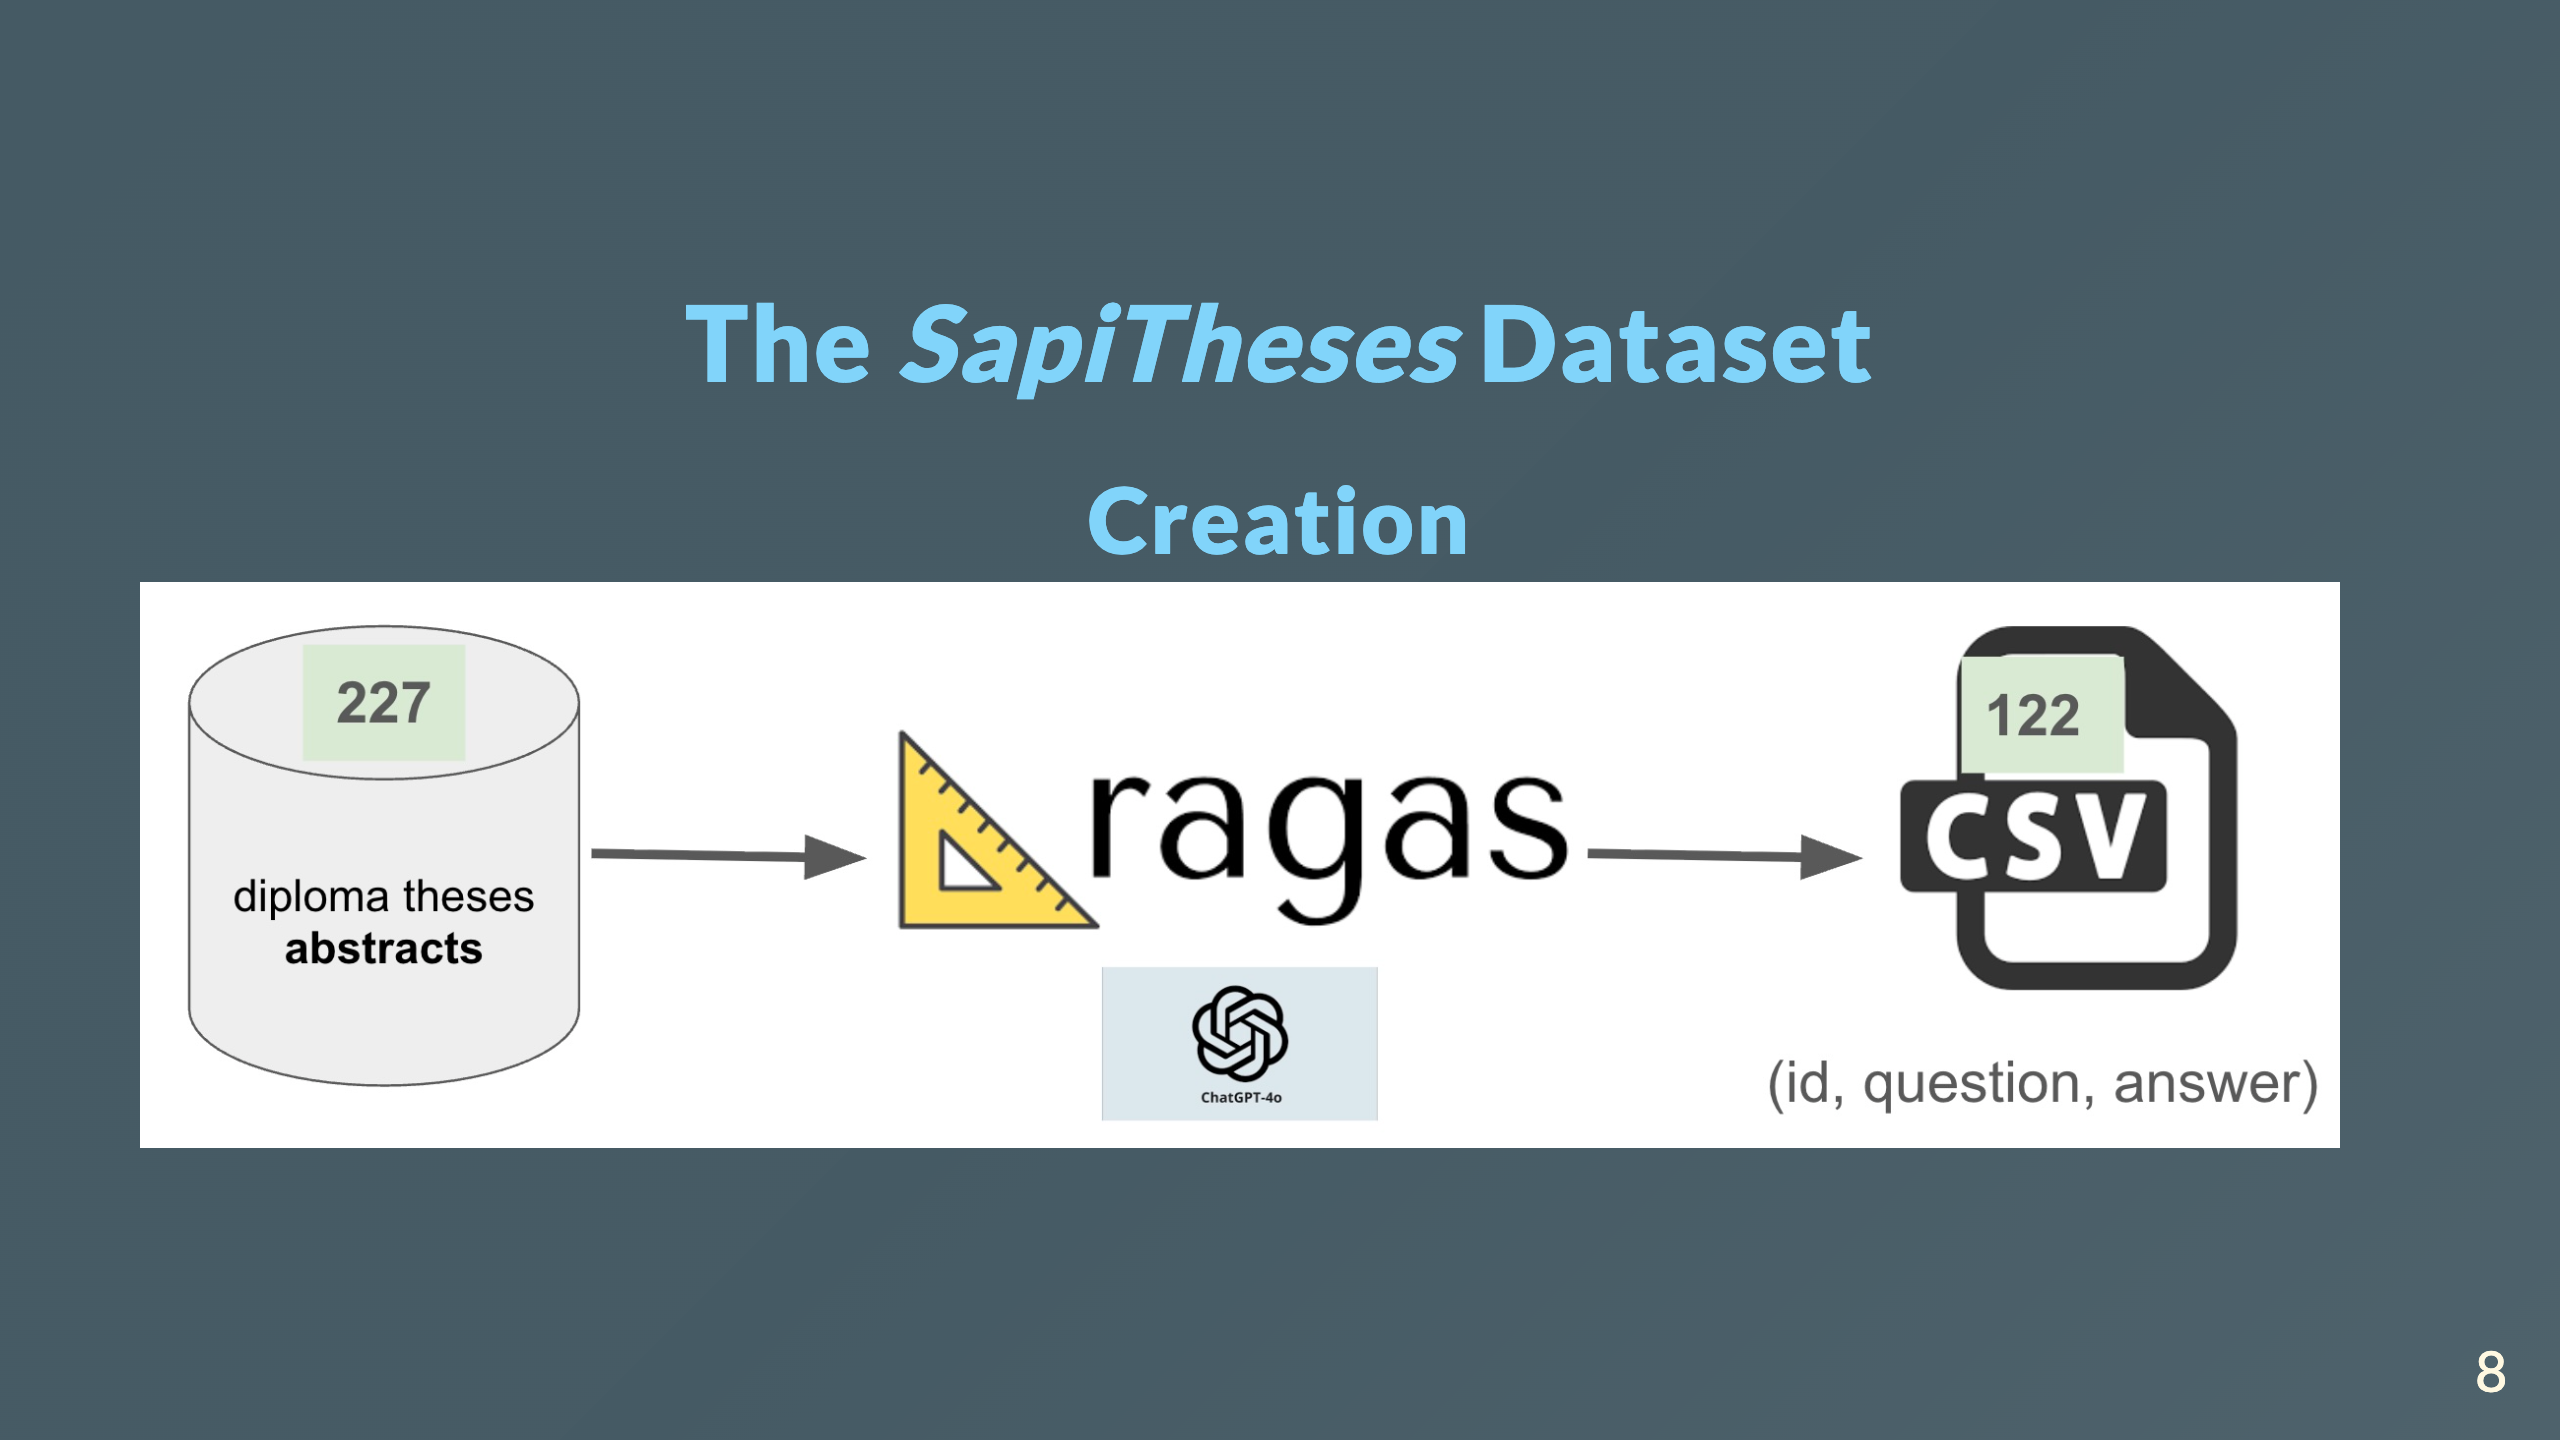 The SapiTheses Dataset
Creation
227
diploma theses
abstracts
ragas
ChatGPT-4o
122
CSV
(id, question, answer)
8